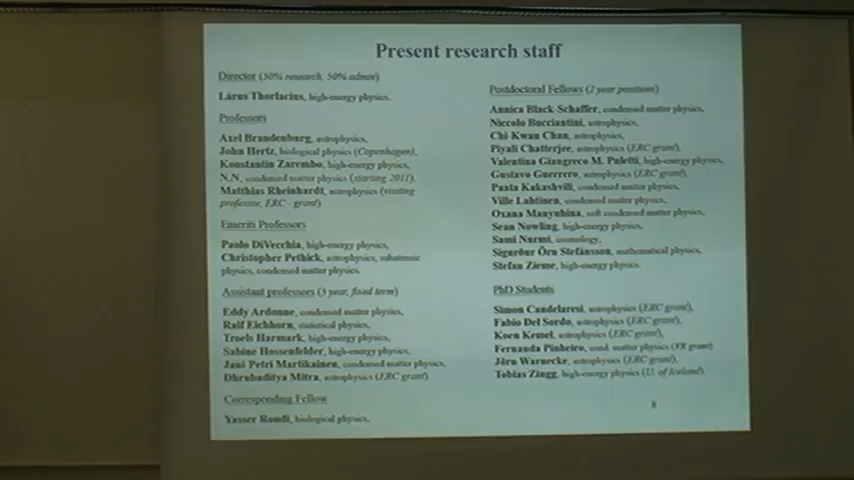 Present research staff
Director (50% research, 50% admin)
Lárus Thorlacius, high-energy physics,
Professors
Axel Brandenburg, astrophysics,
John Hertz, biological physics (Copenhagen),
Konstantin Zarembo, high-energy physics,
N.N, condensed matter physics (starting 2011),
Matthias Rheinhardt, astrophysics (visiting
professor, ERC - grant).
Emeriti Professors
Paolo DiVecchia, high-energy physics,
Christopher Pethick, astrophysics, subatomic
physics, condensed matter physics.
Assistant professors (5 year, fixed term)
Eddy Ardonne, condensed matter physics,
Ralf Eichhorn, statistical physics,
Troels Harmark, high-energy physics,
Sabine Hossenfelder, high-energy physics,
Jani-Petri Martikainen, condensed matter physics,
Dhrubaditya Mitra, astrophysics (ERC grant).
Corresponding Fellow
Yasser Roudi, biological physics,
Postdoctoral Fellows (2 year positions)
Annica Black-Schaffer, condensed matter physics,
Niccolo Bucciantini, astrophysics,
Chi-Kwan Chan, astrophysics,
Piyali Chatterjee, astrophysics (ERC grant),
Valentina Giangreco M. Puletti, high-energy physics,
Gustavo Guerrero, astrophysics (ERC grant),
Paata Kakashvili, condensed matter physics,
Ville Lahtinen, condensed matter physics,
Oxana Manyuhina, soft condensed matter physics,
Sean Nowling, high-energy physics,
Sami Nurmi, cosmology,
Sigurður Örn Stefánsson, mathematical physics,
Stefan Zieme, high-energy physics.
PhD Students
Simon Candelaresi, astrophysics (ERC grant),
Fabio Del Sordo, astrophysics (ERC grant),
Koen Kemel, astrophysics (ERC grant),
Fernanda Pinheiro, cond. matter physics (VR grant)
Jörn Warnecke, astrophysics (ERC grant),
Tobias Zingg, high-energy physics (U. of Iceland).
8